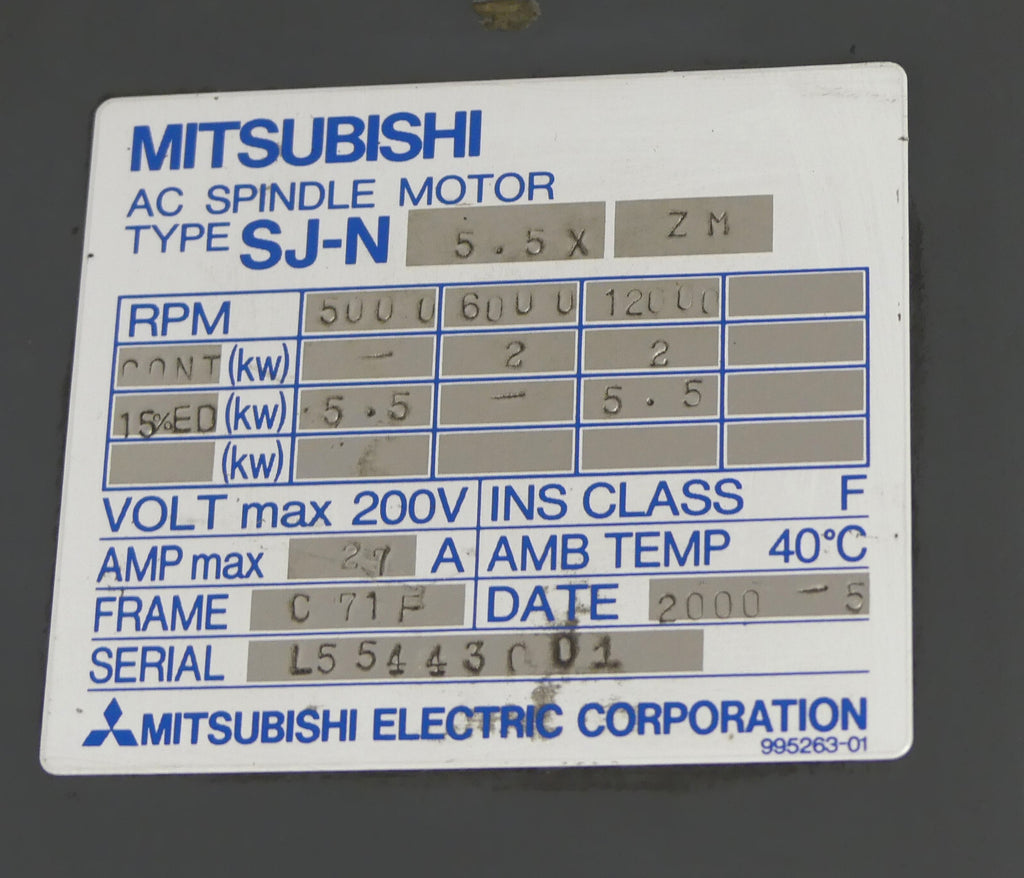 MITSUBISHI
AC SPINDLE MOTOR
TYPE SJ-N 5.5X ZM
RPM 5000 6000 12000
CONT (kw) - 2 2
15%ED (kw) 5.5 - 5.5
(kw)
VOLT max 200V INS CLASS F
AMP max 27 A AMB TEMP 40°C
FRAME C71F DATE 2000-5
SERIAL
MITSUBISHI ELECTRIC CORPORATION
995263-01